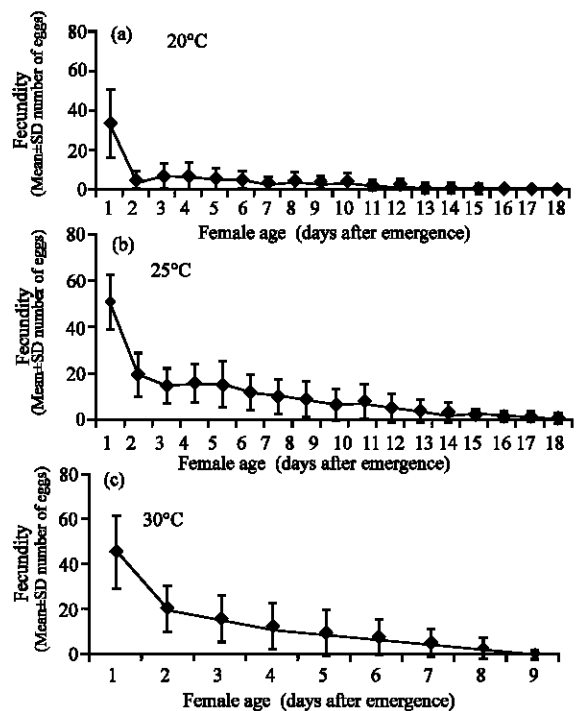 (a)
20°C
Fecundity
(Mean±SD number of eggs)
80
60
40
20
0
1 2 3 4 5 6 7 8 9 10 11 12 13 14 15 16 17 18
Female age (days after emergence)
(b)
25°C
Fecundity
(Mean±SD number of eggs)
80
60
40
20
0
1 2 3 4 5 6 7 8 9 10 11 12 13 14 15 16 17 18
Female age (days after emergence)
(c)
30°C
Fecundity
(Mean±SD number of eggs)
80
60
40
20
0
1 2 3 4 5 6 7 8 9
Female age (days after emergence)